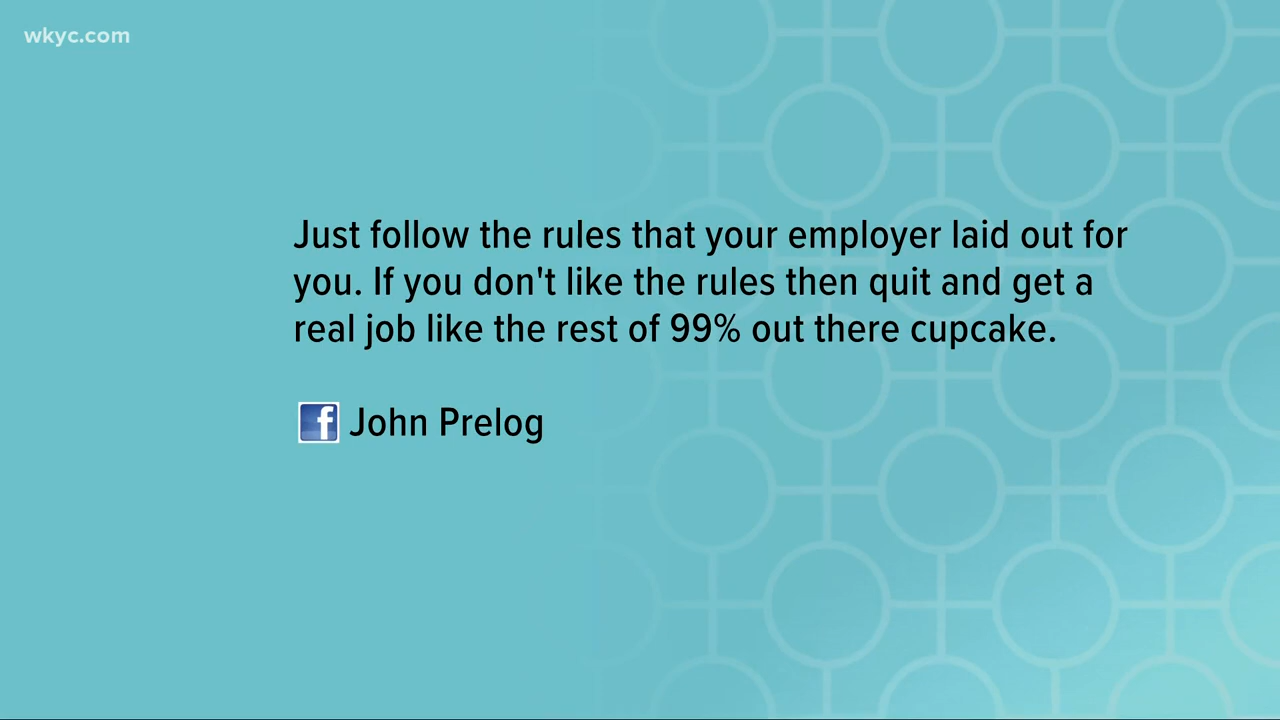 wkyc.com
Just follow the rules that your employer laid out for
you. If you don't like the rules then quit and get a
real job like the rest of 99% out there cupcake.
f John Prelog